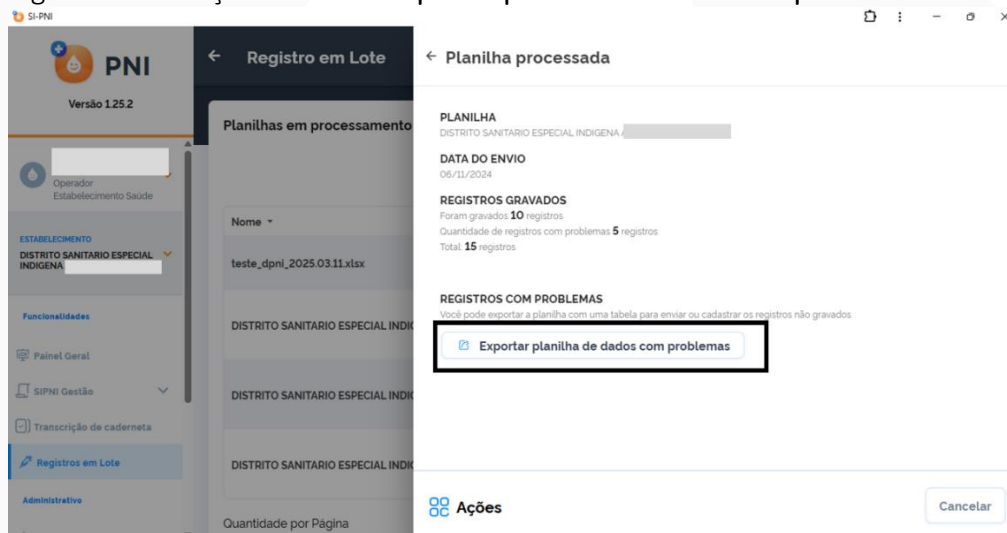 SI-PNI
PNI
Versão 1.25.2
Operador
Estabelecimento Saúde
ESTABELECIMENTO
DISTRITO SANITARIO ESPECIAL
INDIGENA
Funcionalidades
Painel Geral
SIPNI Gestão
Transcrição de caderneta
Registros em Lote
Administrativo
Registro em Lote
Planilhas em processamento
Nome
teste_dpni_2025.03.11.xlsx
DISTRITO SANITARIO ESPECIAL INDI
DISTRITO SANITARIO ESPECIAL INDI
DISTRITO SANITARIO ESPECIAL INDI
Quantidade por Página
Planilha processada
PLANILHA
DISTRITO SANITARIO ESPECIAL INDIGENA
DATA DO ENVIO
06/11/2024
REGISTROS GRAVADOS
Foram gravados 10 registros
Quantidade de registros com problemas 5 registros
Total 15 registros
REGISTROS COM PROBLEMAS
Você pode exportar a planilha com uma tabela para enviar ou cadastrar os registros não gravados
Exportar planilha de dados com problemas
Ações
Cancelar